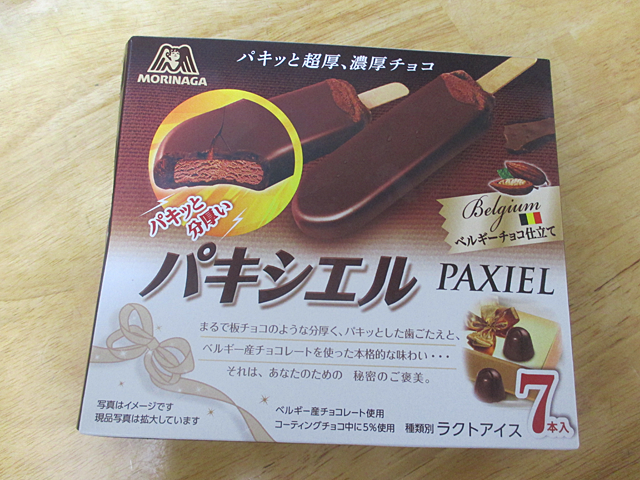 MORINAGA
パキッと超厚、濃厚チョコ
パキッと
分厚い
Belgium
ベルギーチョコ仕立て
パキシエル PAXIEL
まるで板チョコのような分厚く、パキッとした歯ごたえと、
ベルギー産チョコレートを使った本格的な味わい・・・
それは、あなたのための 秘密のご褒美。
写真はイメージです
現品写真は拡大しています
ベルギー産チョコレート使用
コーティングチョコ中に5%使用
種類別 ラクトアイス
7本入